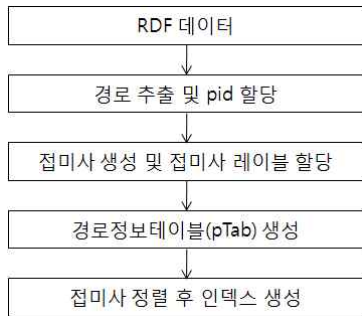 RDF 데이터
경로 추출 및 pid 할당
접미사 생성 및 접미사 레이블 할당
경로정보테이블(pTab) 생성
접미사 정렬 후 인덱스 생성